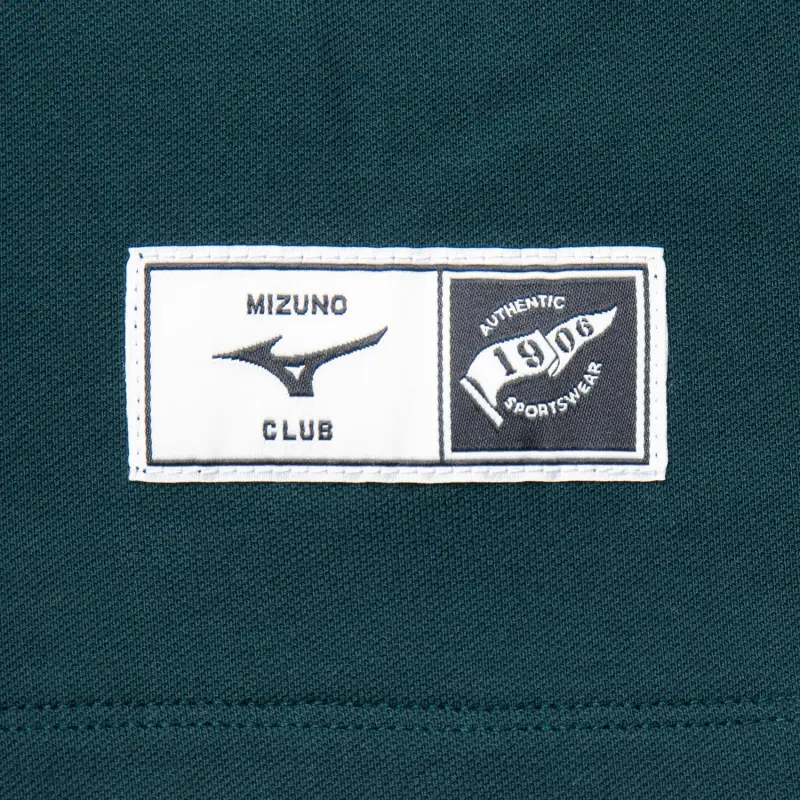 MIZUNO
CLUB
AUTHENTIC
1906
SPORTSWEAR